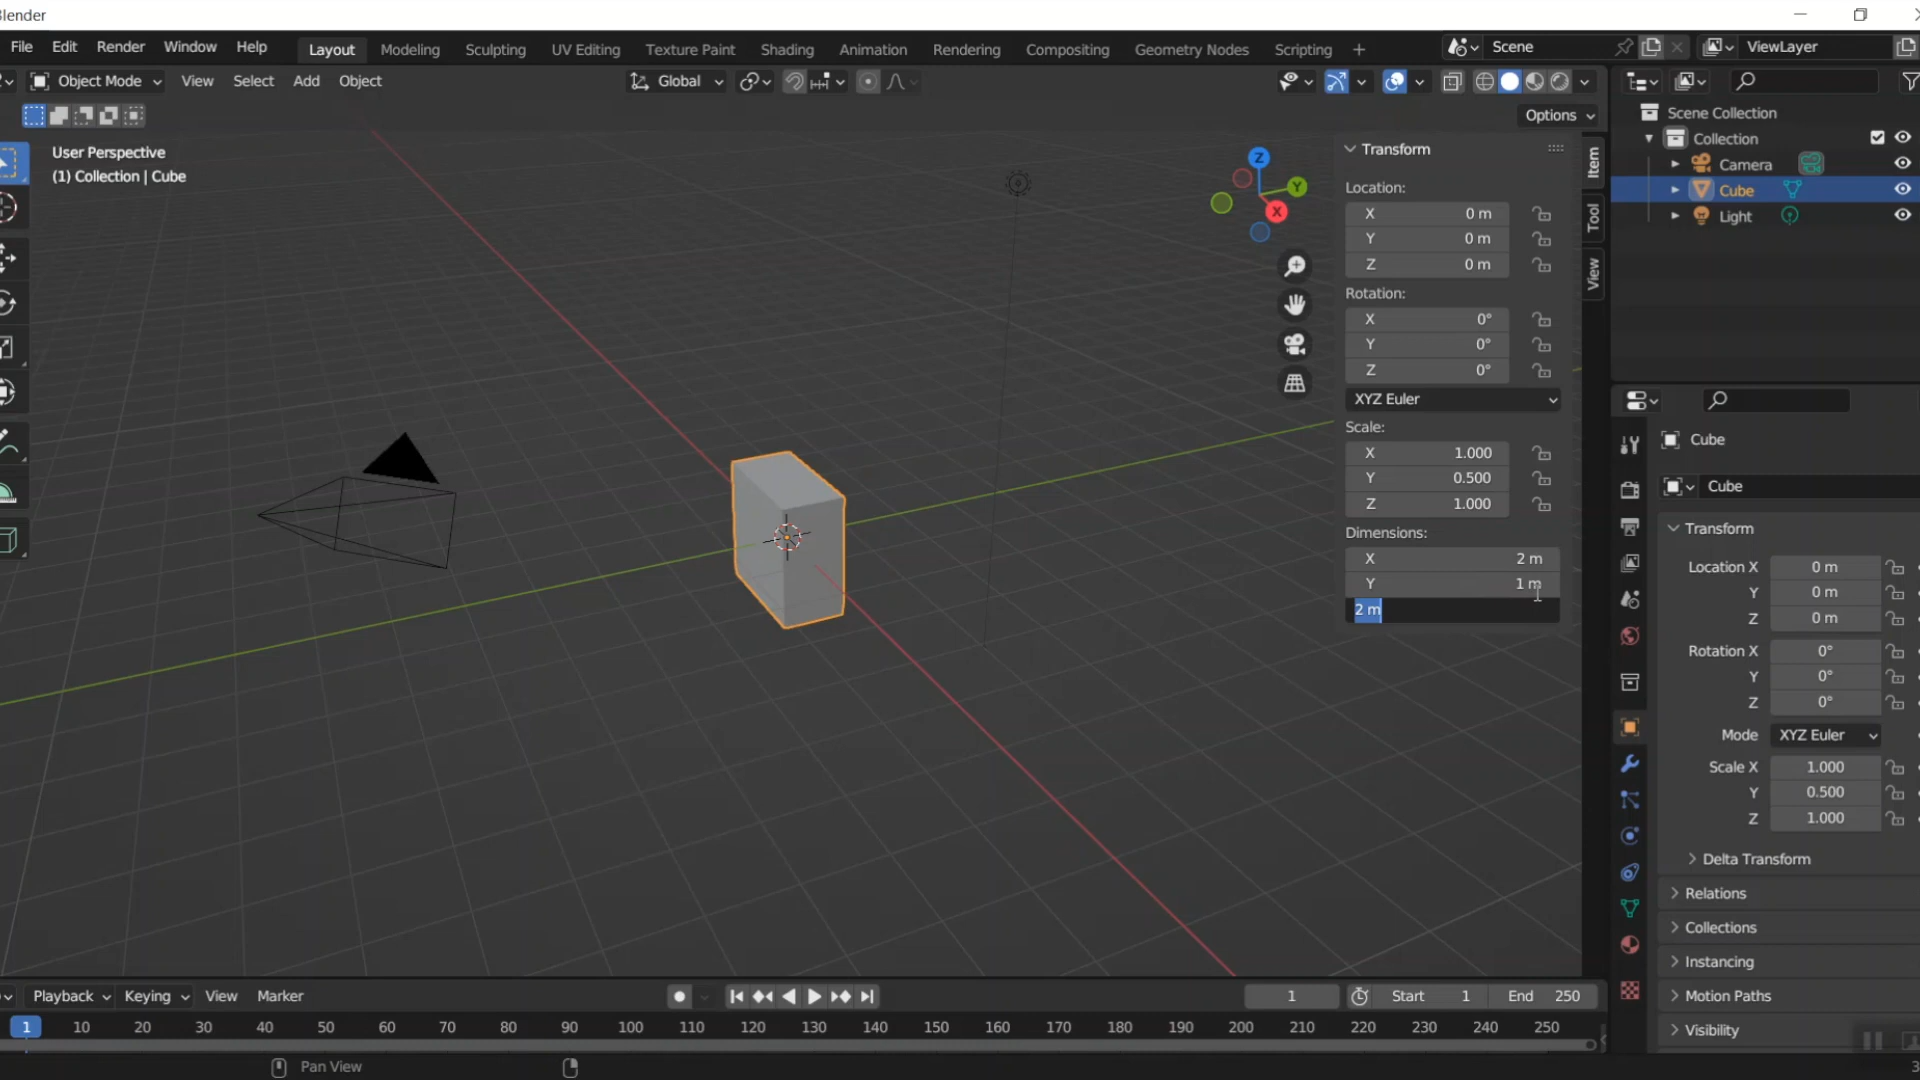 Blender
File Edit Render Window Help Layout Modeling Sculpting UV Editing Texture Paint Shading Animation Rendering Compositing Geometry Nodes Scripting + Scene ViewLayer
Object Mode View Select Add Object Global
Options
User Perspective
(1) Collection | Cube
Z
Y
X
Transform
Location:
X 0 m
Y 0 m
Z 0 m
Rotation:
X 0°
Y 0°
Z 0°
XYZ Euler
Scale:
X 1.000
Y 0.500
Z 1.000
Dimensions:
X 2 m
Y 1 m
2 m
Item
Tool
View
Scene Collection
Collection
Camera
Cube
Light
Cube
Cube
Transform
Location X 0 m
Y 0 m
Z 0 m
Rotation X 0°
Y 0°
Z 0°
Mode XYZ Euler
Scale X 1.000
Y 0.500
Z 1.000
Delta Transform
Relations
Collections
Instancing
Motion Paths
Visibility
Playback Keying View Marker 1 Start 1 End 250
1 10 20 30 40 50 60 70 80 90 100 110 120 130 140 150 160 170 180 190 200 210 220 230 240 250
Pan View